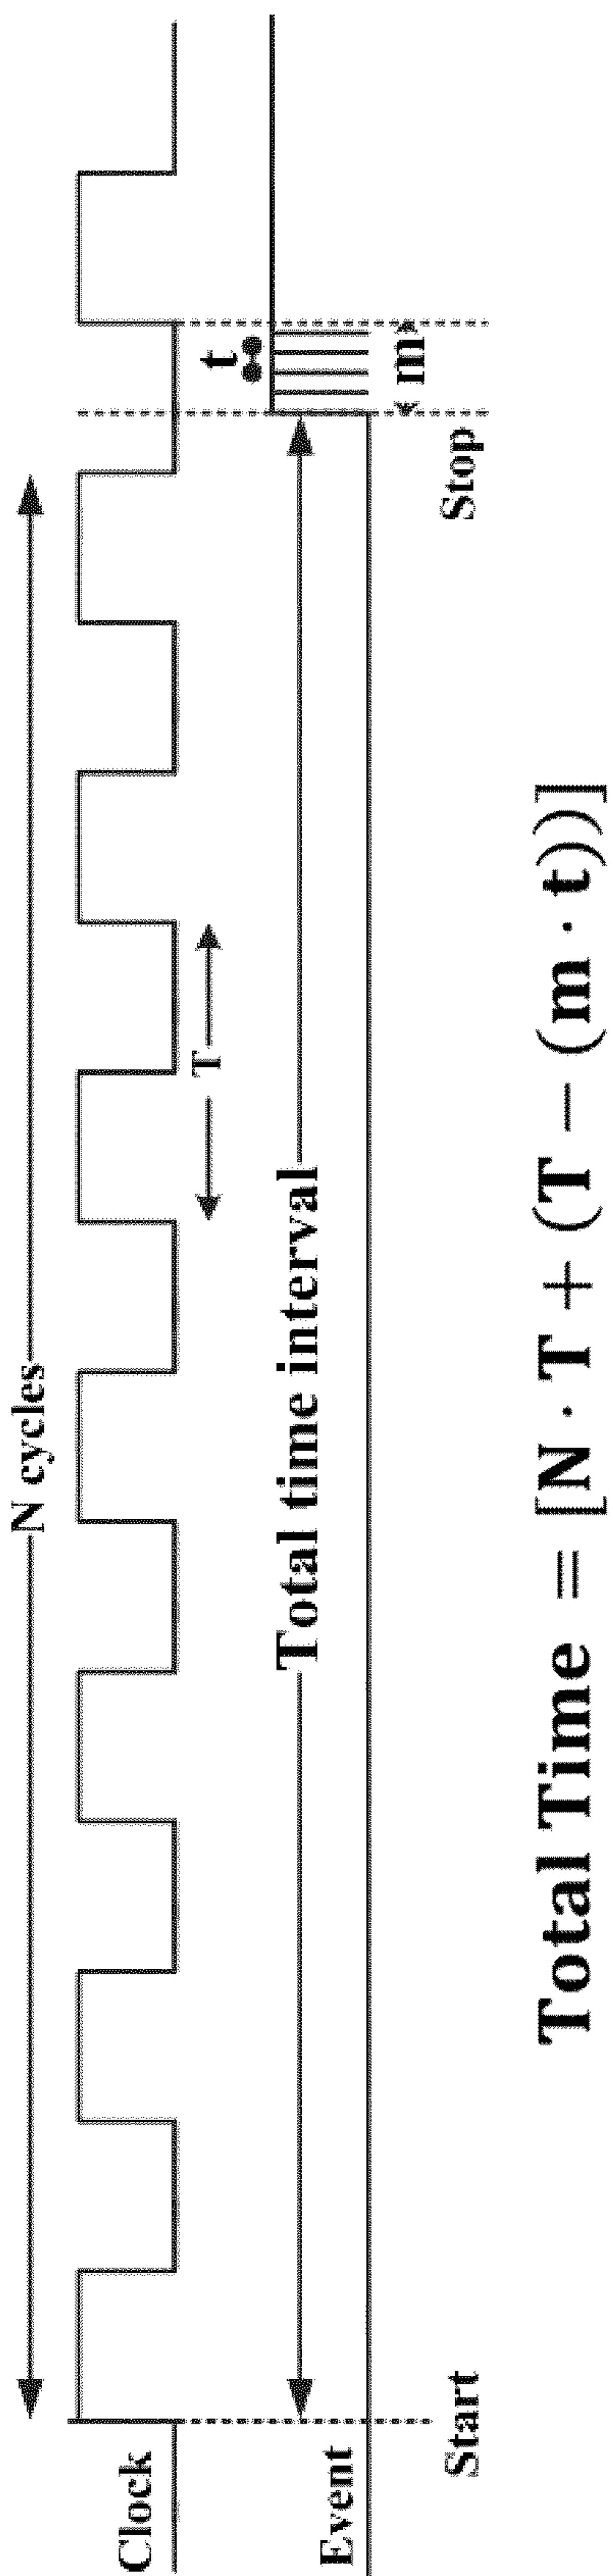 N cycles
Clock
T
t
Total time interval
Event
m
Start
Stop
Total Time = [N · T + (T − (m · t))]